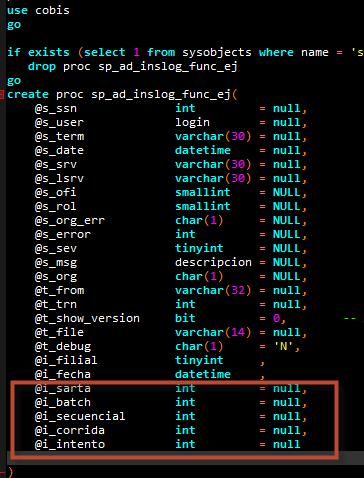 use cobis
go
if exists (select 1 from sysobjects where name = 's
drop proc sp_ad_inslog_func_ej
go
create proc sp_ad_inslog_func_ej(
@s_ssn int = null,
@s_user login = null,
@s_term varchar(30) = null,
@s_date datetime = null,
@s_srv varchar(30) = null,
@s_lsrv varchar(30) = null,
@s_ofi smallint = NULL,
@s_rol smallint = NULL,
@s_org_err char(1) = NULL,
@s_error int = NULL,
@s_sev tinyint = NULL,
@s_msg descripcion = NULL,
@s_org char(1) = NULL,
@t_from varchar(32) = null,
@t_trn int = null,
@t_show_version bit = 0, --
@t_file varchar(14) = null,
@t_debug char(1) = 'N',
@i_filial tinyint ,
@i_fecha datetime ,
@i_sarta int = null,
@i_batch int = null,
@i_secuencial int = null,
@i_corrida int = null,
@i_intento int = null
)